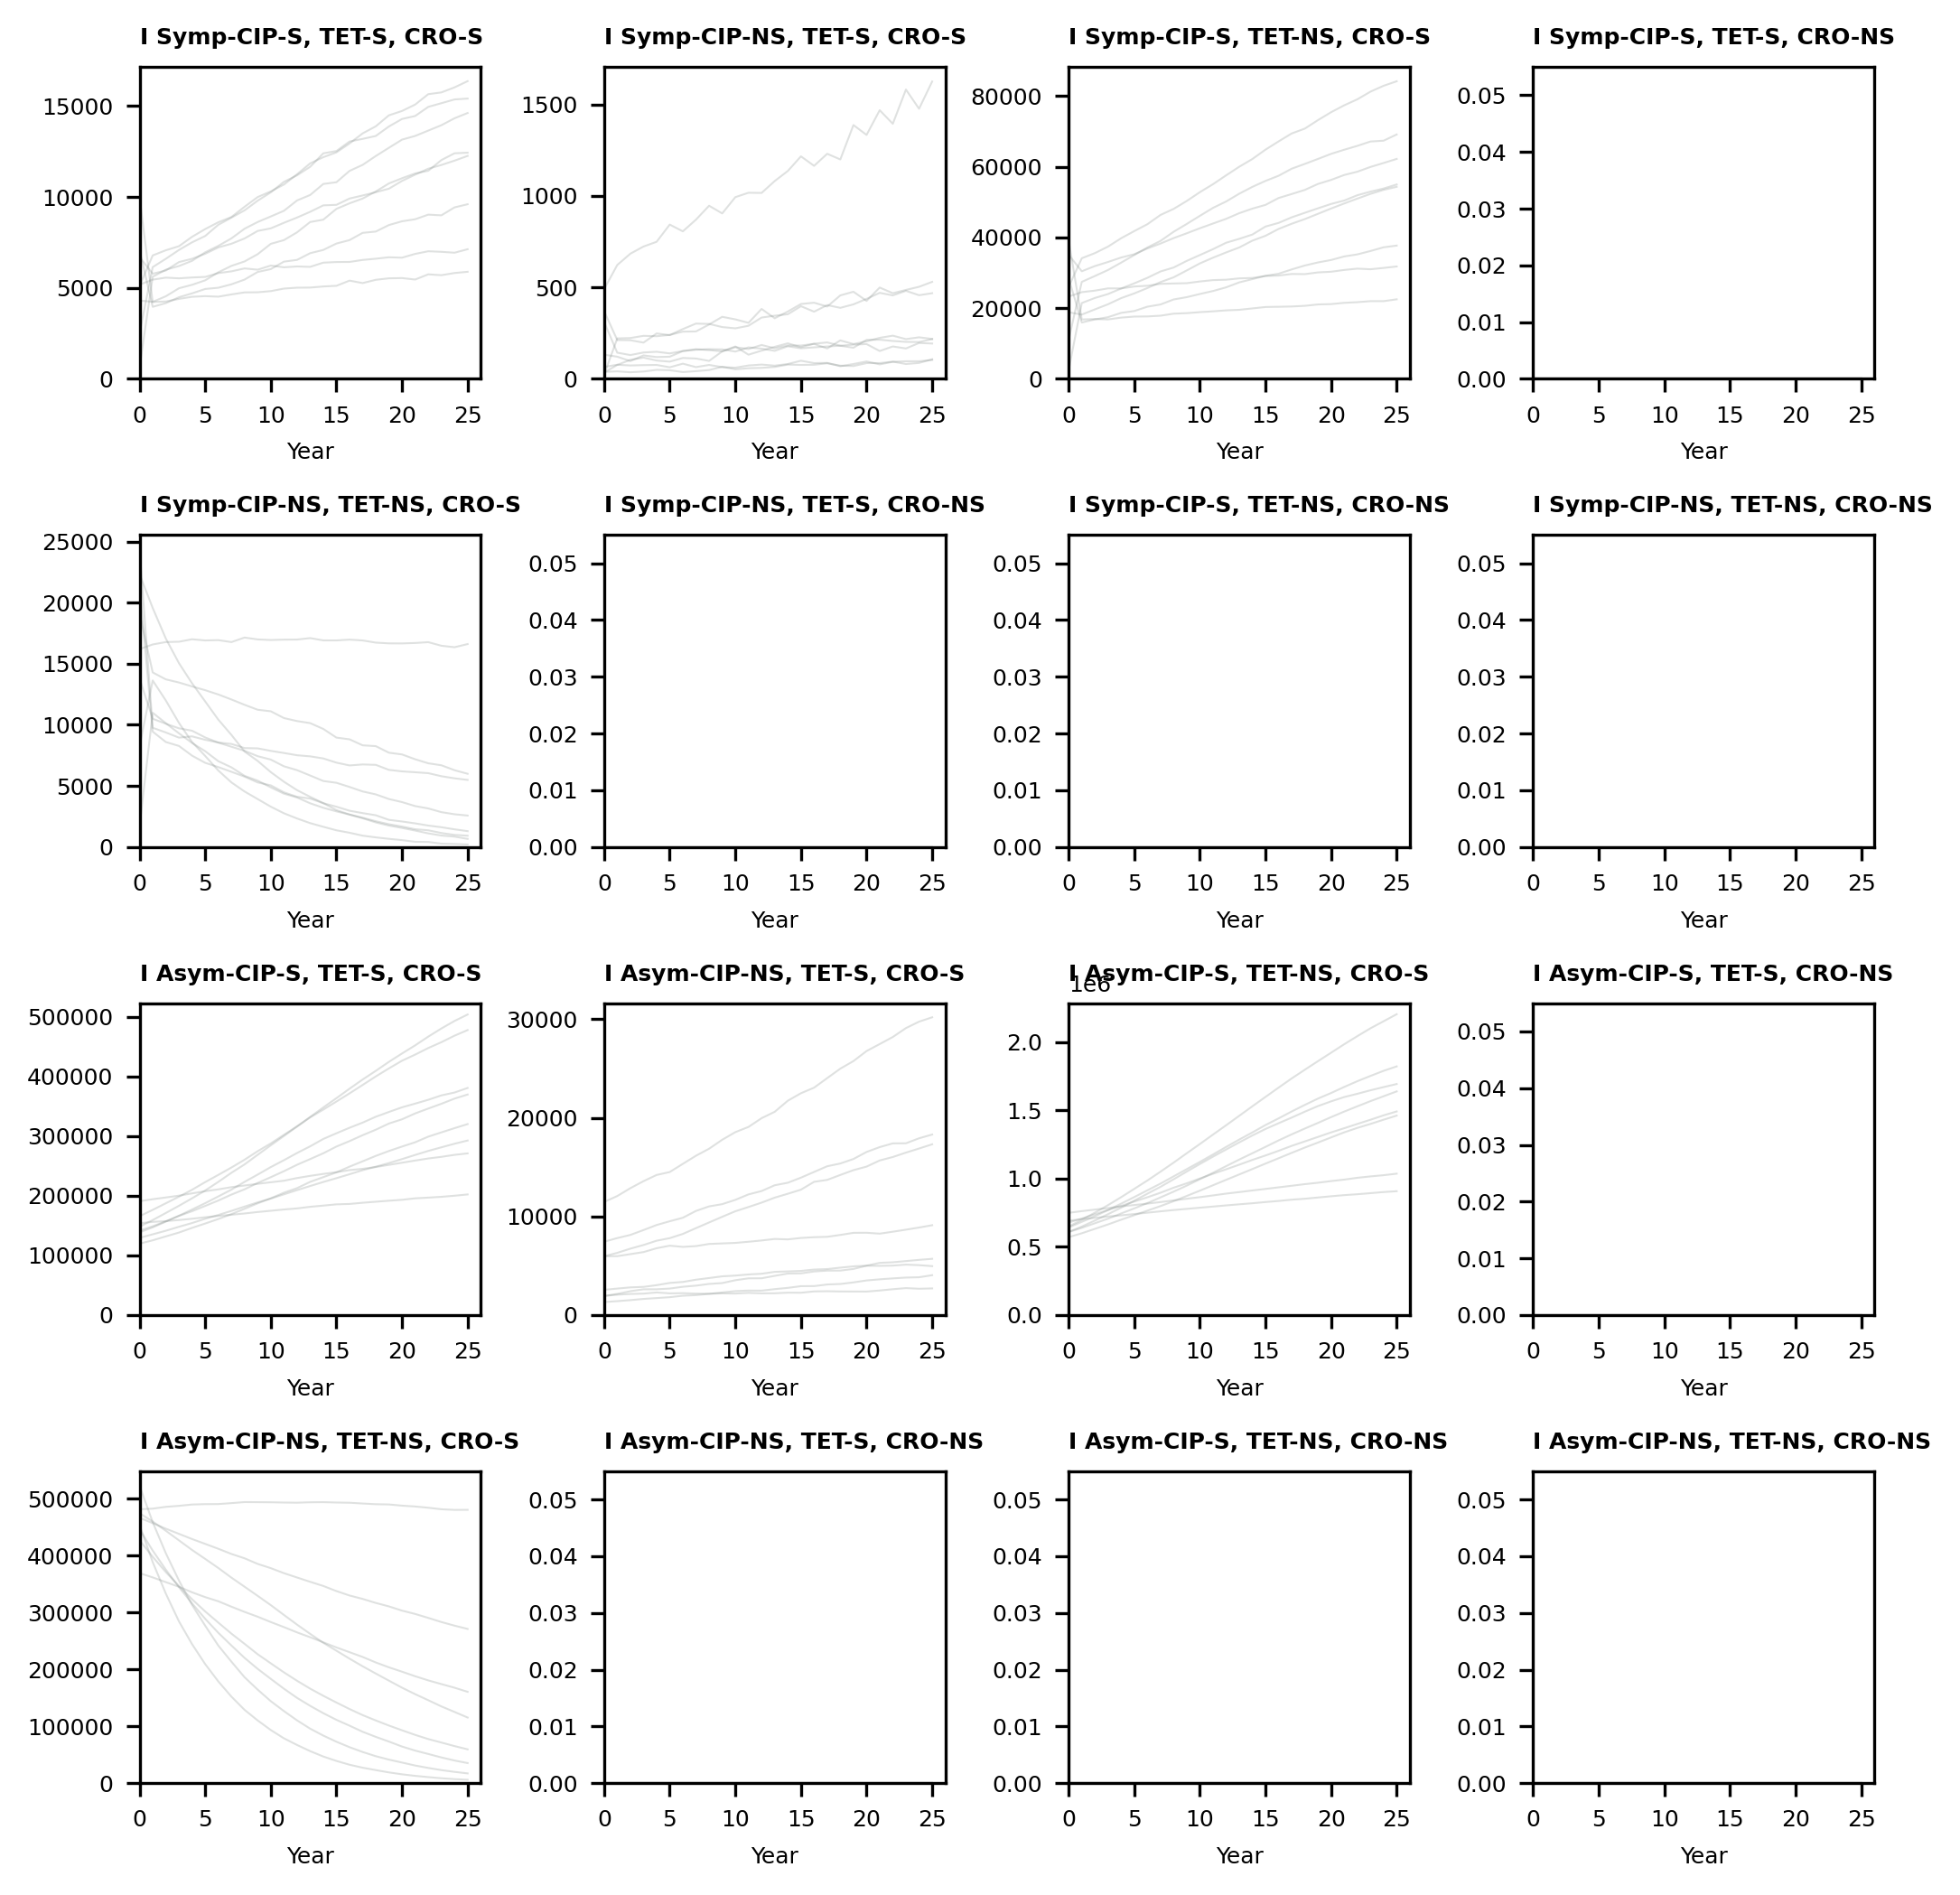 I Symp-CIP-S, TET-S, CRO-S
I Symp-CIP-NS, TET-S, CRO-S
I Symp-CIP-S, TET-NS, CRO-S
I Symp-CIP-S, TET-S, CRO-NS
15000
10000
5000
0
0 5 10 15 20 25
Year
1500
1000
500
0
0 5 10 15 20 25
Year
80000
60000
40000
20000
0
0 5 10 15 20 25
Year
0.05
0.04
0.03
0.02
0.01
0.00
0 5 10 15 20 25
Year
I Symp-CIP-NS, TET-NS, CRO-S
I Symp-CIP-NS, TET-S, CRO-NS
I Symp-CIP-S, TET-NS, CRO-NS
I Symp-CIP-NS, TET-NS, CRO-NS
25000
20000
15000
10000
5000
0
0 5 10 15 20 25
Year
0.05
0.04
0.03
0.02
0.01
0.00
0 5 10 15 20 25
Year
0.05
0.04
0.03
0.02
0.01
0.00
0 5 10 15 20 25
Year
0.05
0.04
0.03
0.02
0.01
0.00
0 5 10 15 20 25
Year
I Asym-CIP-S, TET-S, CRO-S
I Asym-CIP-NS, TET-S, CRO-S
I Asym-CIP-S, TET-NS, CRO-S
I Asym-CIP-S, TET-S, CRO-NS
500000
400000
300000
200000
100000
0
0 5 10 15 20 25
Year
30000
20000
10000
0
0 5 10 15 20 25
Year
1e6
2.0
1.5
1.0
0.5
0.0
0 5 10 15 20 25
Year
0.05
0.04
0.03
0.02
0.01
0.00
0 5 10 15 20 25
Year
I Asym-CIP-NS, TET-NS, CRO-S
I Asym-CIP-NS, TET-S, CRO-NS
I Asym-CIP-S, TET-NS, CRO-NS
I Asym-CIP-NS, TET-NS, CRO-NS
500000
400000
300000
200000
100000
0
0 5 10 15 20 25
Year
0.05
0.04
0.03
0.02
0.01
0.00
0 5 10 15 20 25
Year
0.05
0.04
0.03
0.02
0.01
0.00
0 5 10 15 20 25
Year
0.05
0.04
0.03
0.02
0.01
0.00
0 5 10 15 20 25
Year